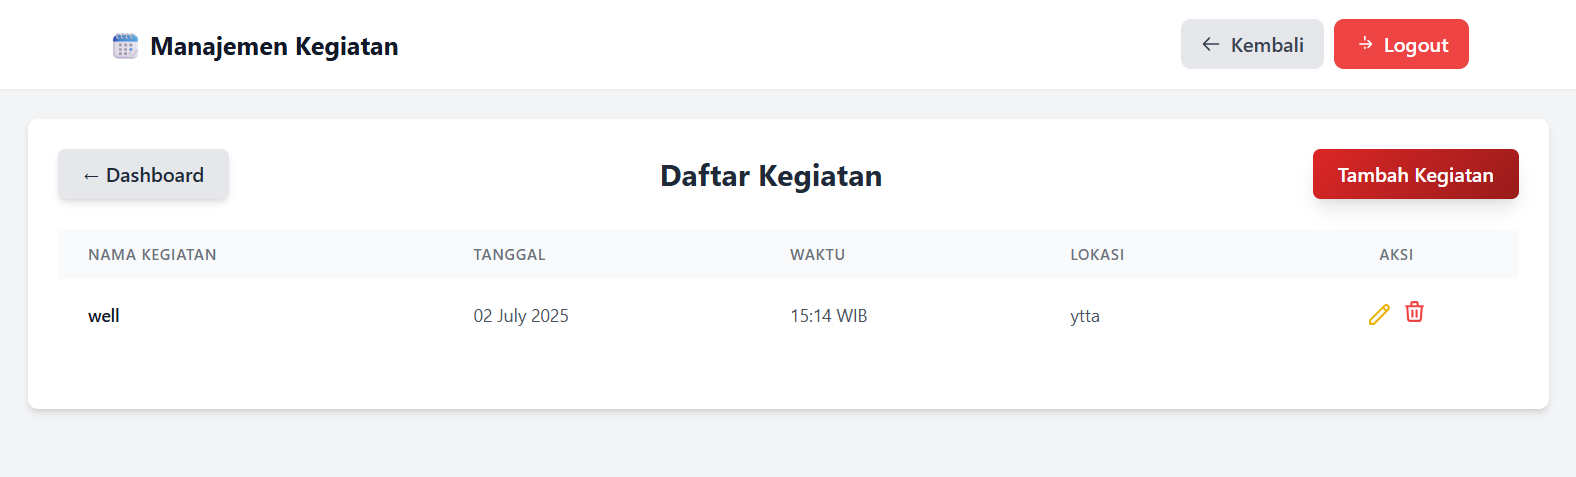 Manajemen Kegiatan
← Kembali
Logout
← Dashboard
Daftar Kegiatan
Tambah Kegiatan
NAMA KEGIATAN TANGGAL WAKTU LOKASI AKSI
well 02 July 2025 15:14 WIB ytta